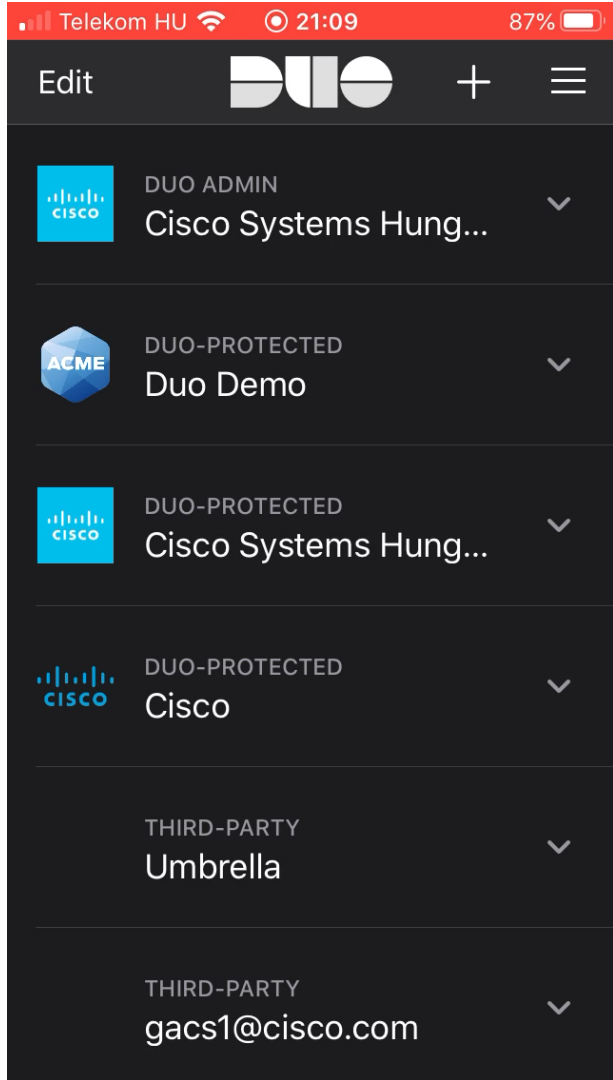 Telekom HU 21:09 87%
Edit DUO
CISCO
DUO ADMIN
Cisco Systems Hung...
ACME
DUO-PROTECTED
Duo Demo
CISCO
DUO-PROTECTED
Cisco Systems Hung...
CISCO
DUO-PROTECTED
Cisco
THIRD-PARTY
Umbrella
THIRD-PARTY
gacs1@cisco.com